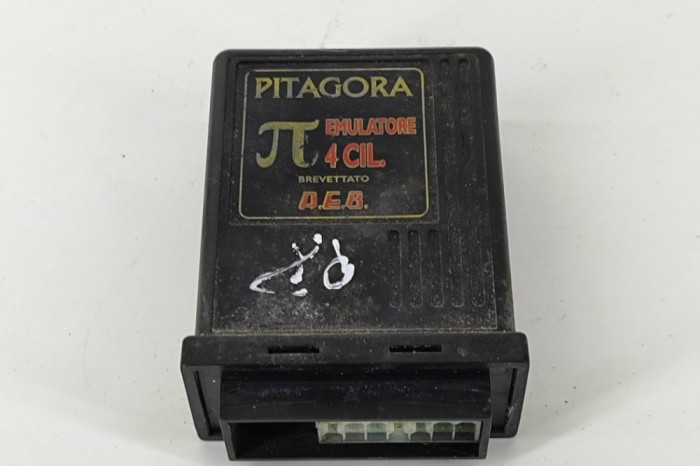 PITAGORA
π EMULATORE
4 CIL.
BREVETTATO
A.E.B.